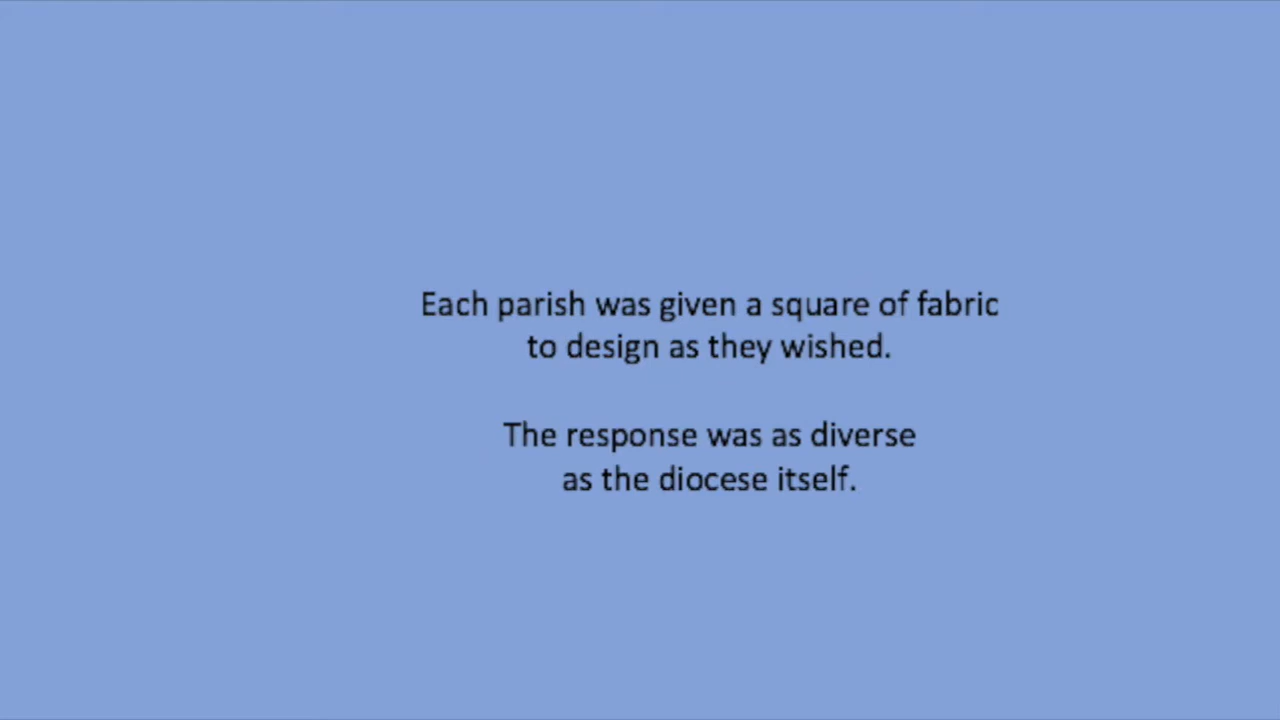 Each parish was given a square of fabric
to design as they wished.
The response was as diverse
as the diocese itself.